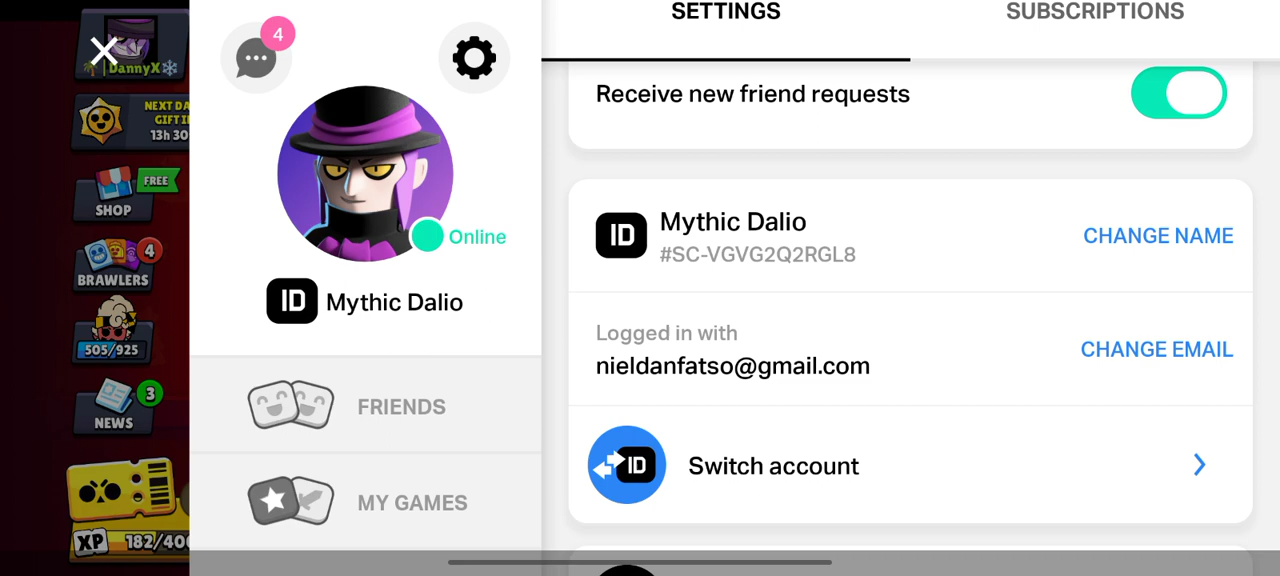 DannyX
NEXT DA
GIFT I
13h 30
FREE
SHOP
4
BRAWLERS
505/925
3
NEWS
XP
182/400
4
Online
ID Mythic Dalio
FRIENDS
MY GAMES
SETTINGS
SUBSCRIPTIONS
Receive new friend requests
ID
Mythic Dalio
#SC-VGVG2Q2RGL8
CHANGE NAME
Logged in with
nieldanfatso@gmail.com
CHANGE EMAIL
ID
Switch account